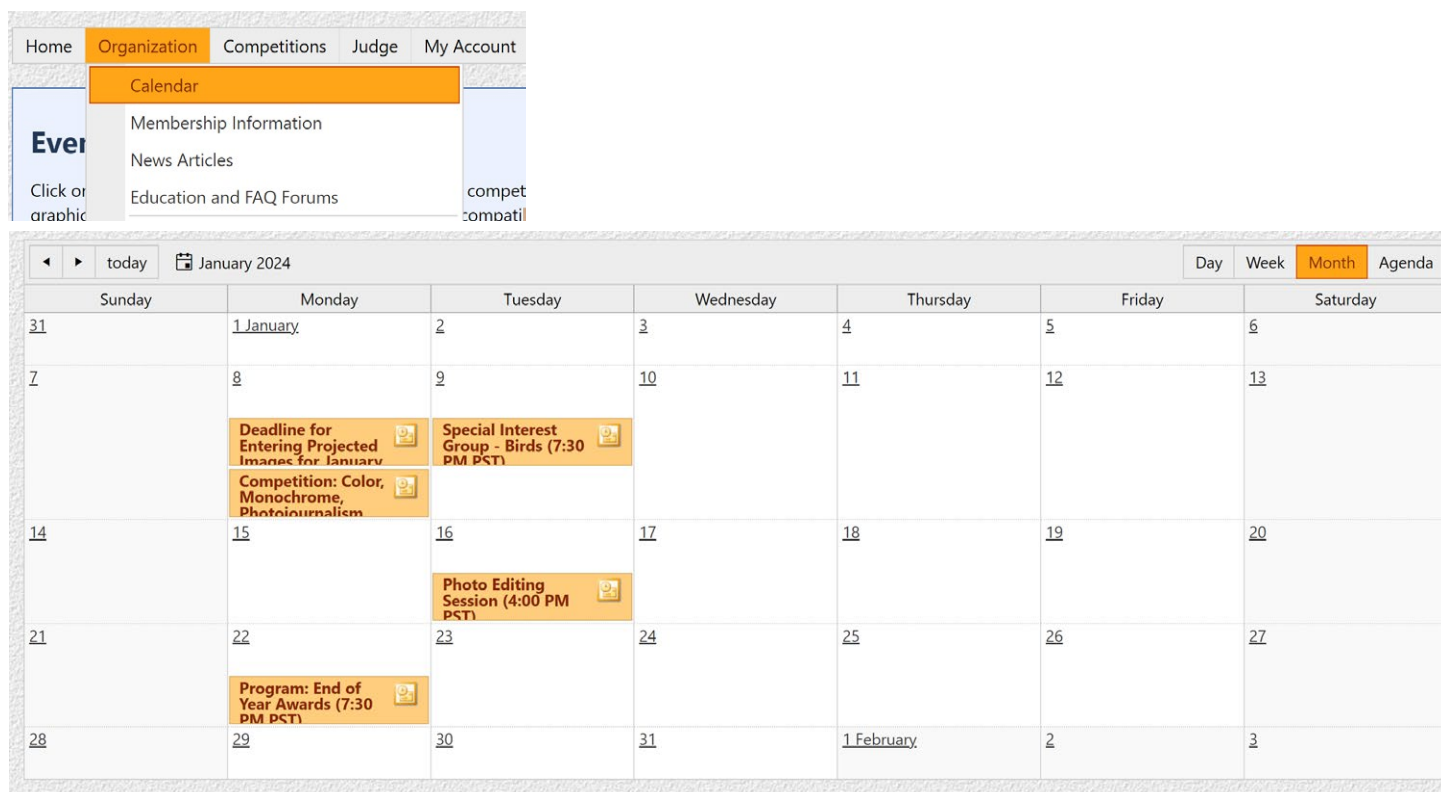 Home Organization Competitions Judge My Account
Calendar
Membership Information
News Articles
Education and FAQ Forums
Click
compet
compati
today January 2024 Day Week Month Agenda
Sunday Monday Tuesday Wednesday Thursday Friday Saturday
31 1 January 2 3 4 5 6
7 8 9 10 11 12 13
Deadline for
Entering Projected
Images for January
Competition: Color,
Monochrome,
Photojournalism
Special Interest
Group - Birds (7:30
PM PST)
14 15 16 17 18 19 20
Photo Editing
Session (4:00 PM
PST)
21 22 23 24 25 26 27
Program: End of
Year Awards (7:30
PM PST)
28 29 30 31 1 February 2 3